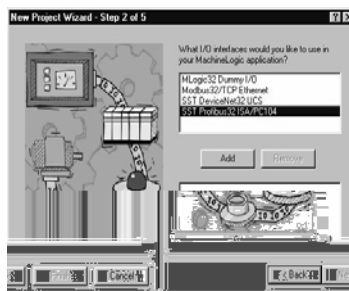 New Project Wizard - Step 2 of 5
What I/O interfaces would you like to use in
your MachineLogic application?
MLogic32 Dummy I/O
Modbus32/TCP Ethernet
SST DeviceNet32 UCS
SST Profibus32 ISA/PC104
Add
Remove
Cancel
< Back